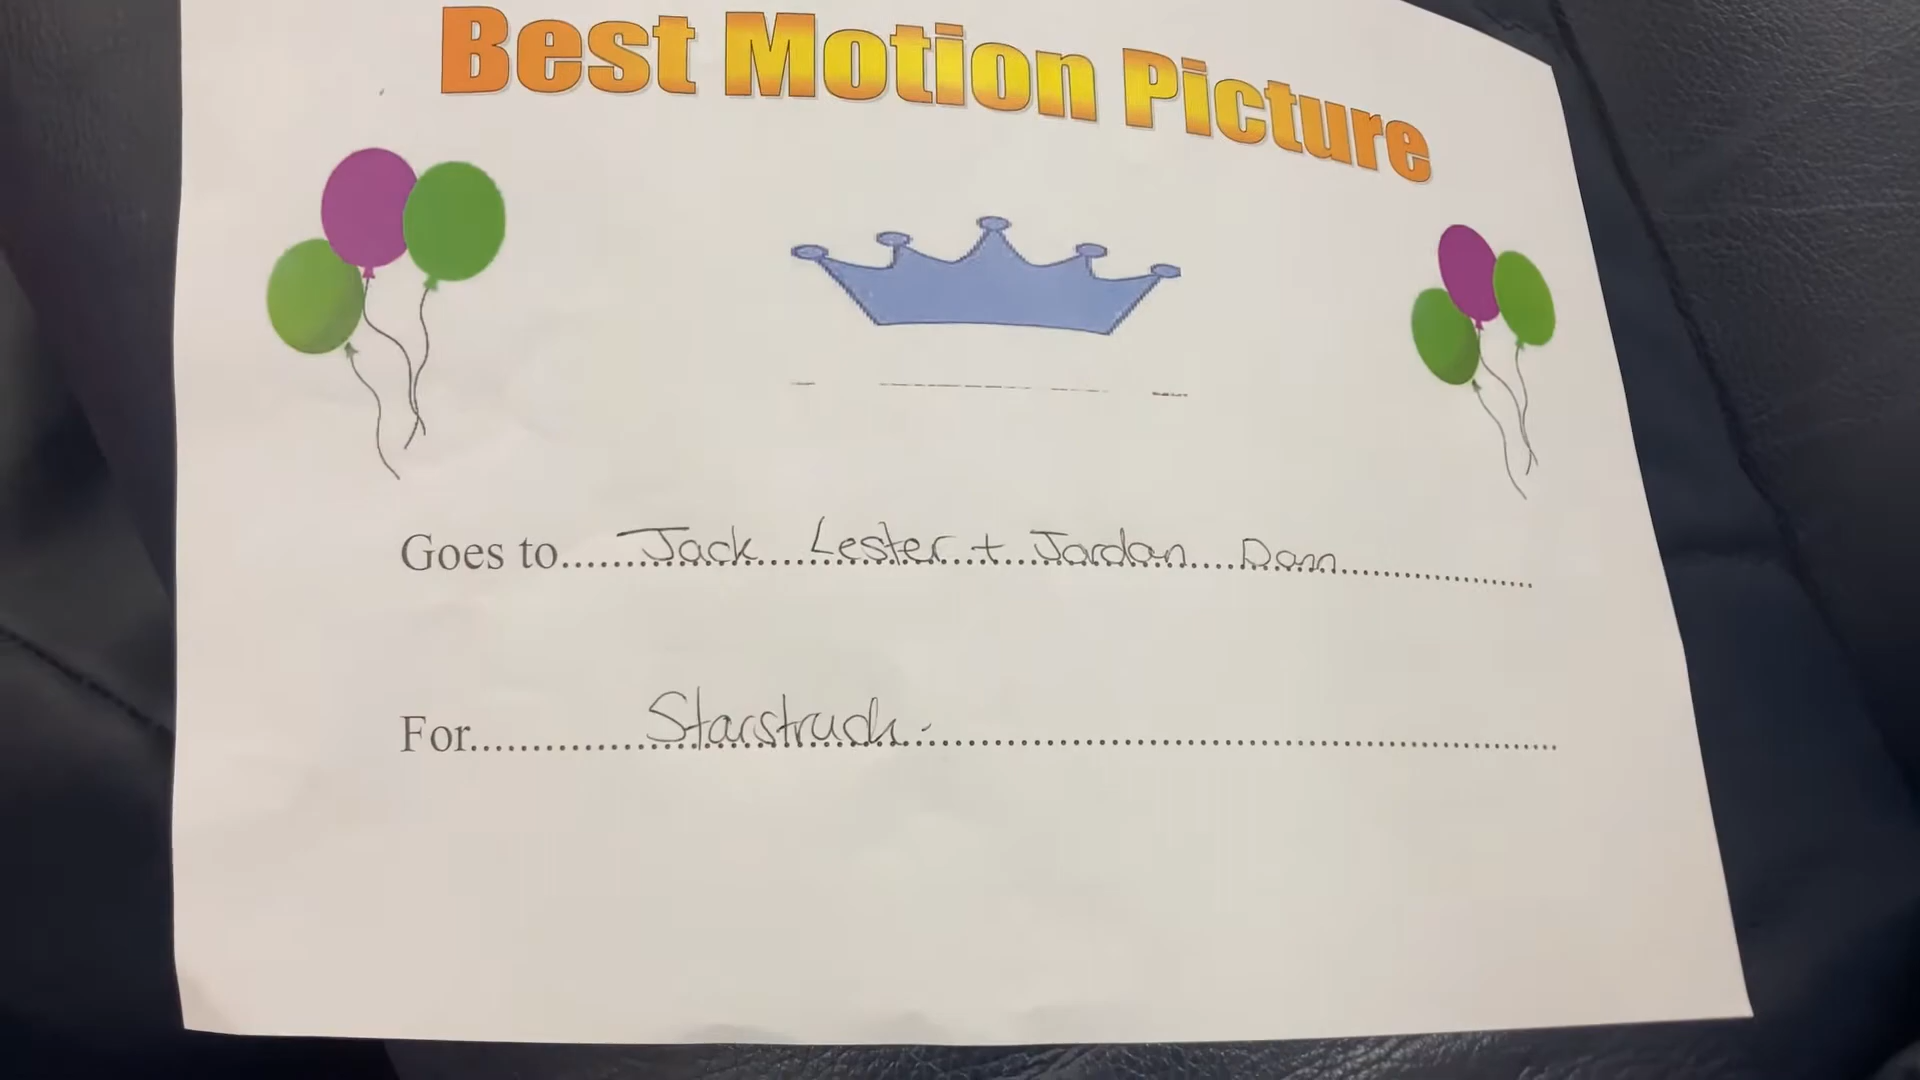 Best Motion Picture
Goes to.....Jack...Lester.+..Jordan....Dann.....................
For.............Starstruck.............................................